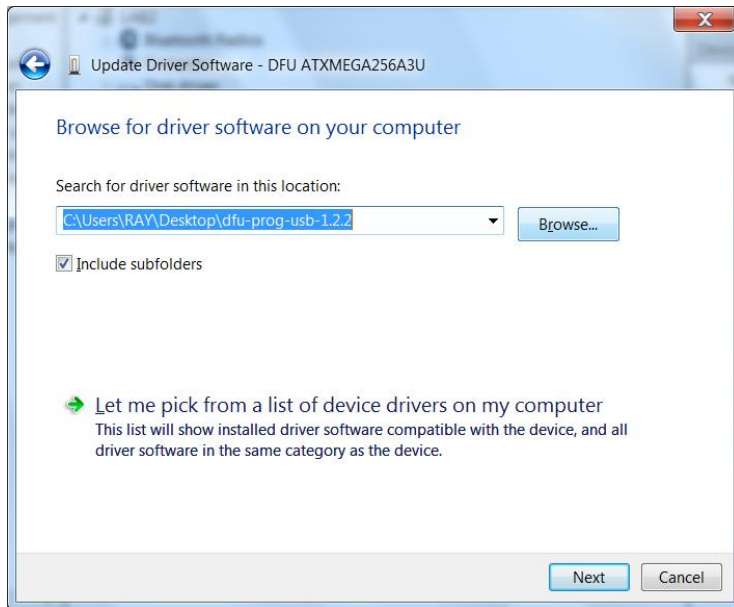 LAB2
Bluetooth Radios
X
Update Driver Software - DFU ATXMEGA256A3U
Browse for driver software on your computer
Search for driver software in this location:
C:\Users\RAY\Desktop\dfu-prog-usb-1.2.2
Browse...
Include subfolders
Let me pick from a list of device drivers on my computer
This list will show installed driver software compatible with the device, and all
driver software in the same category as the device.
Next
Cancel